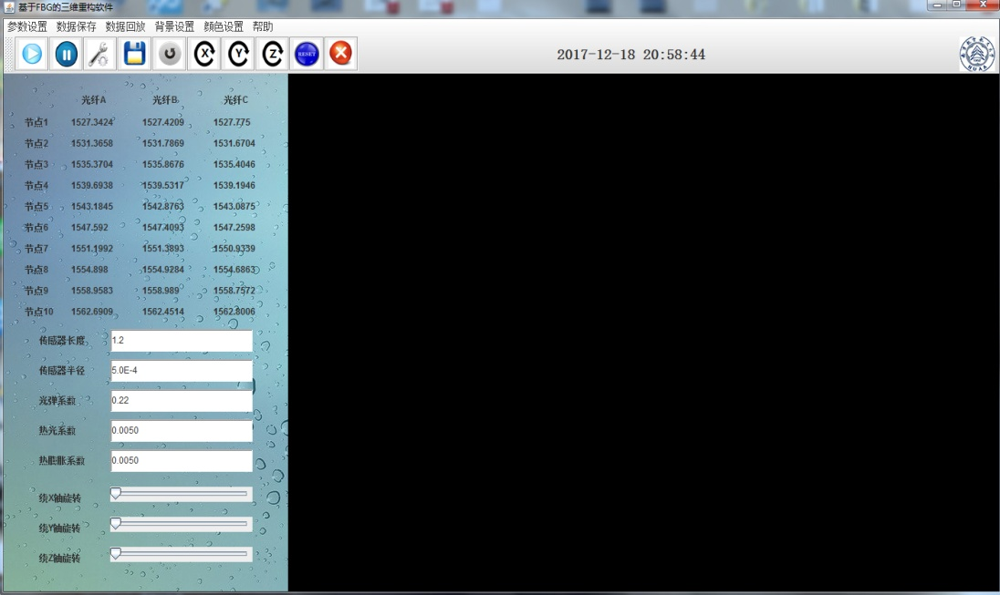 基于FBG的三维重构软件
参数设置 数据保存 数据回放 背景设置 颜色设置 帮助
X Y Z RESET 2017-12-18 20:58:44 NUAA
光纤A 光纤B 光纤C
节点1 1527.3424 1527.4209 1527.775
节点2 1531.3658 1531.7869 1531.6704
节点3 1535.3704 1535.8676 1535.4046
节点4 1539.6938 1539.5317 1539.1946
节点5 1543.1845 1542.8763 1543.0875
节点6 1547.592 1547.4093 1547.2598
节点7 1551.1992 1551.3893 1550.9339
节点8 1554.898 1554.9284 1554.6863
节点9 1558.9583 1558.989 1558.7572
节点10 1562.6909 1562.4514 1562.8006
传感器长度 1.2
传感器半径 5.0E-4
光弹系数 0.22
热光系数 0.0050
热膨胀系数 0.0050
绕X轴旋转
绕Y轴旋转
绕Z轴旋转